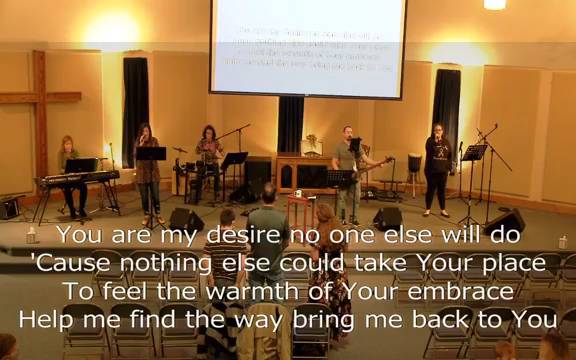 You are my desire no one else will do
'Cause nothing else could take Your place
To feel the warmth of Your embrace
Help me find the way bring me back to You